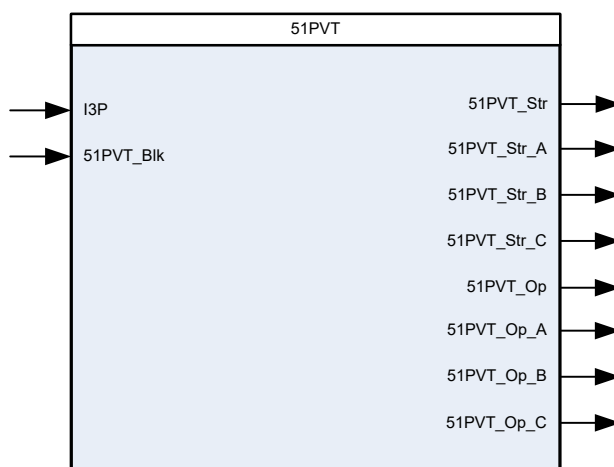 51PVT
I3P
51PVT_Blk
51PVT_Str
51PVT_Str_A
51PVT_Str_B
51PVT_Str_C
51PVT_Op
51PVT_Op_A
51PVT_Op_B
51PVT_Op_C